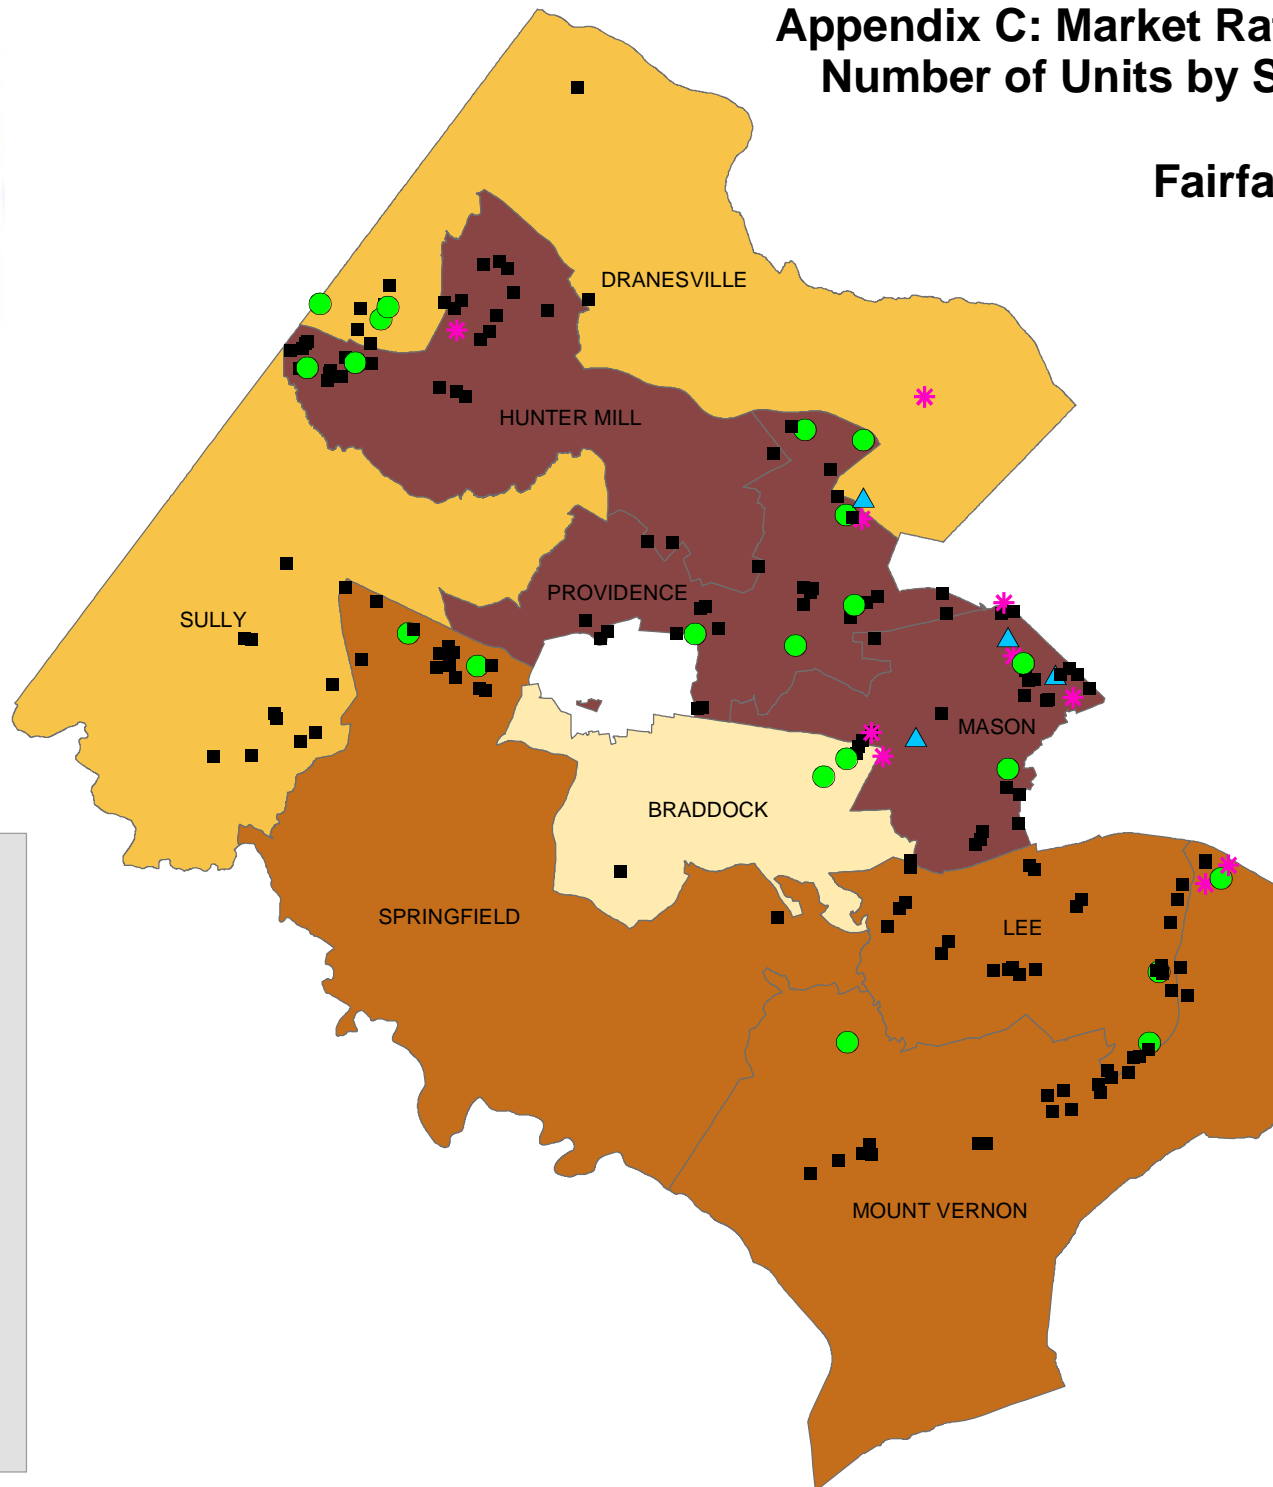 Appendix C: Market Ra
Number of Units by S
Fairfa
DRANESVILLE
HUNTER MILL
PROVIDENCE
SULLY
MASON
BRADDOCK
SPRINGFIELD
LEE
MOUNT VERNON